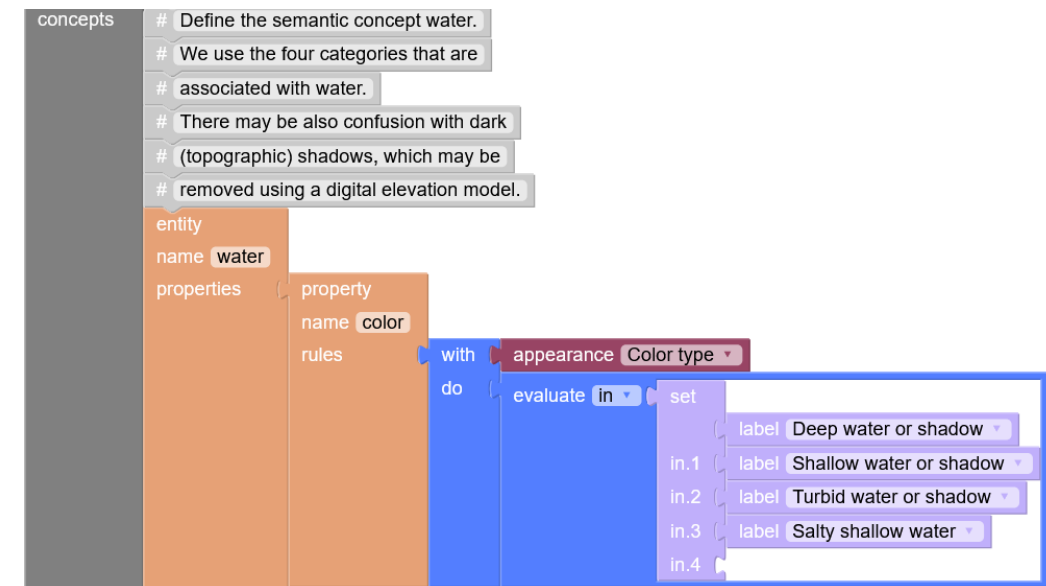 concepts # Define the semantic concept water.
# We use the four categories that are
# associated with water.
# There may be also confusion with dark
# (topographic) shadows, which may be
# removed using a digital elevation model.
entity
name water
properties property
name color
rules with appearance Color type
do evaluate in set
label Deep water or shadow
in.1 label Shallow water or shadow
in.2 label Turbid water or shadow
in.3 label Salty shallow water
in.4